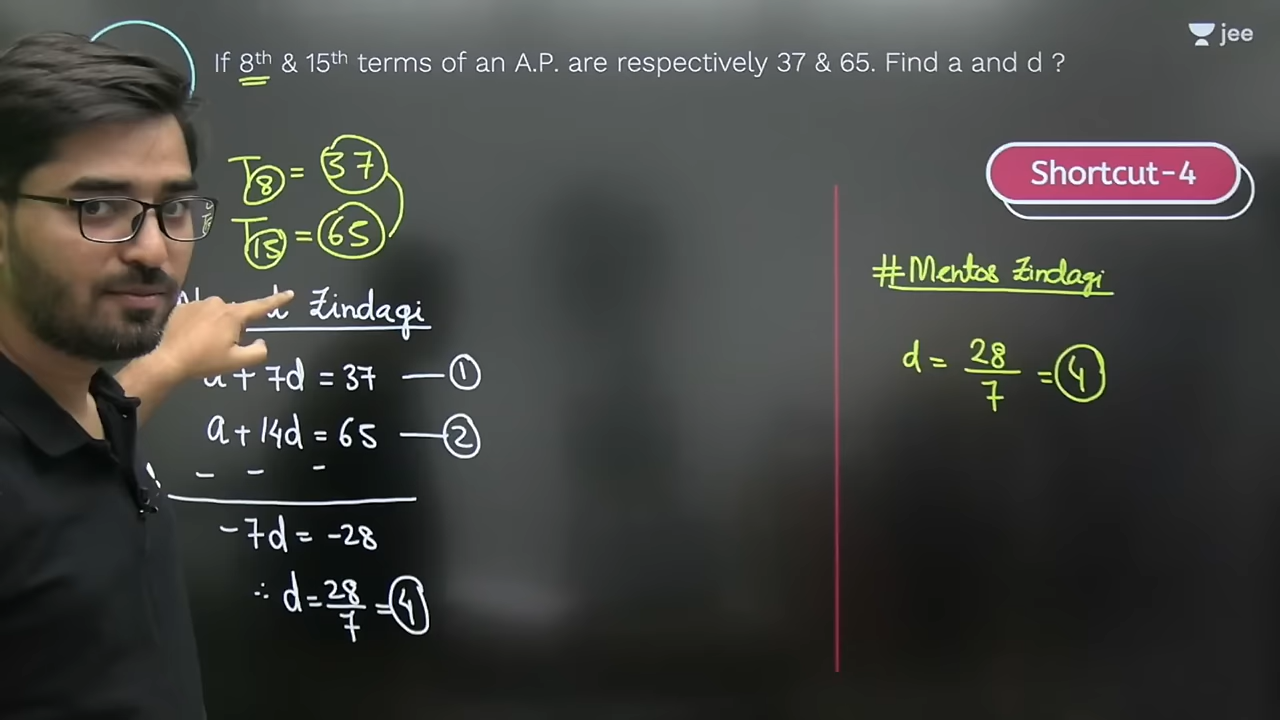 jee
If 8th & 15th terms of an A.P. are respectively 37 & 65. Find a and d ?
T8 = 37
T15 = 65
Zindagi
a + 7d = 37 — 1
a + 14d = 65 — 2
- - -
-7d = -28
∴ d = 28/7 = 4
Shortcut-4
#Mentos Zindagi
d = 28/7 = 4